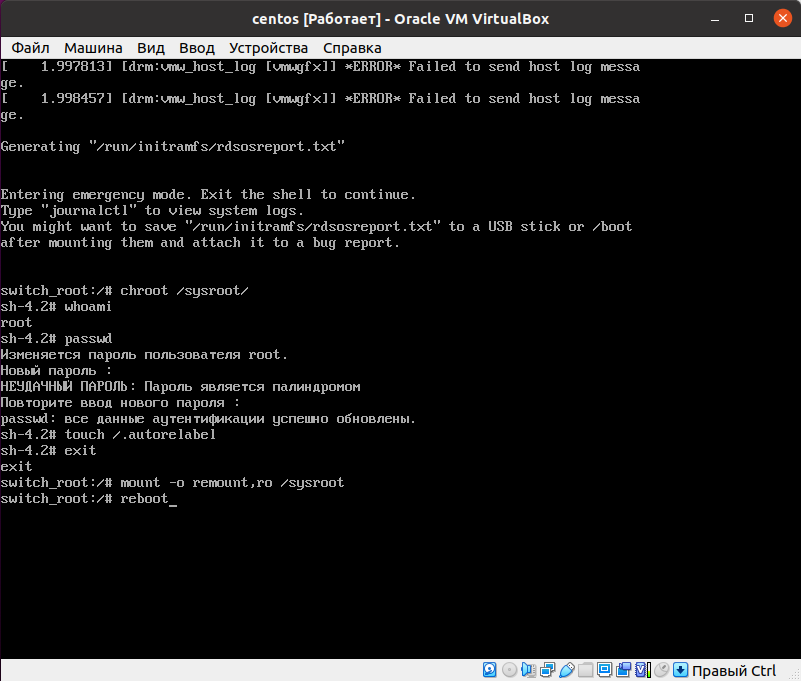 centos [Работает] - Oracle VM VirtualBox
Файл Машина Вид Ввод Устройства Справка
[    1.997813] [drm:vmw_host_log [vmwgfx]] *ERROR* Failed to send host log messa
ge.
[    1.998457] [drm:vmw_host_log [vmwgfx]] *ERROR* Failed to send host log messa
ge.
Generating "/run/initramfs/rdsosreport.txt"
Entering emergency mode. Exit the shell to continue.
Type "journalctl" to view system logs.
You might want to save "/run/initramfs/rdsosreport.txt" to a USB stick or /boot
after mounting them and attach it to a bug report.
switch_root:/# chroot /sysroot/
sh-4.2# whoami
root
sh-4.2# passwd
Изменяется пароль пользователя root.
Новый пароль :
НЕУДАЧНЫЙ ПАРОЛЬ: Пароль является палиндромом
Повторите ввод нового пароля :
passwd: все данные аутентификации успешно обновлены.
sh-4.2# touch /.autorelabel
sh-4.2# exit
exit
switch_root:/# mount -o remount,ro /sysroot
switch_root:/# reboot_
Правый Ctrl